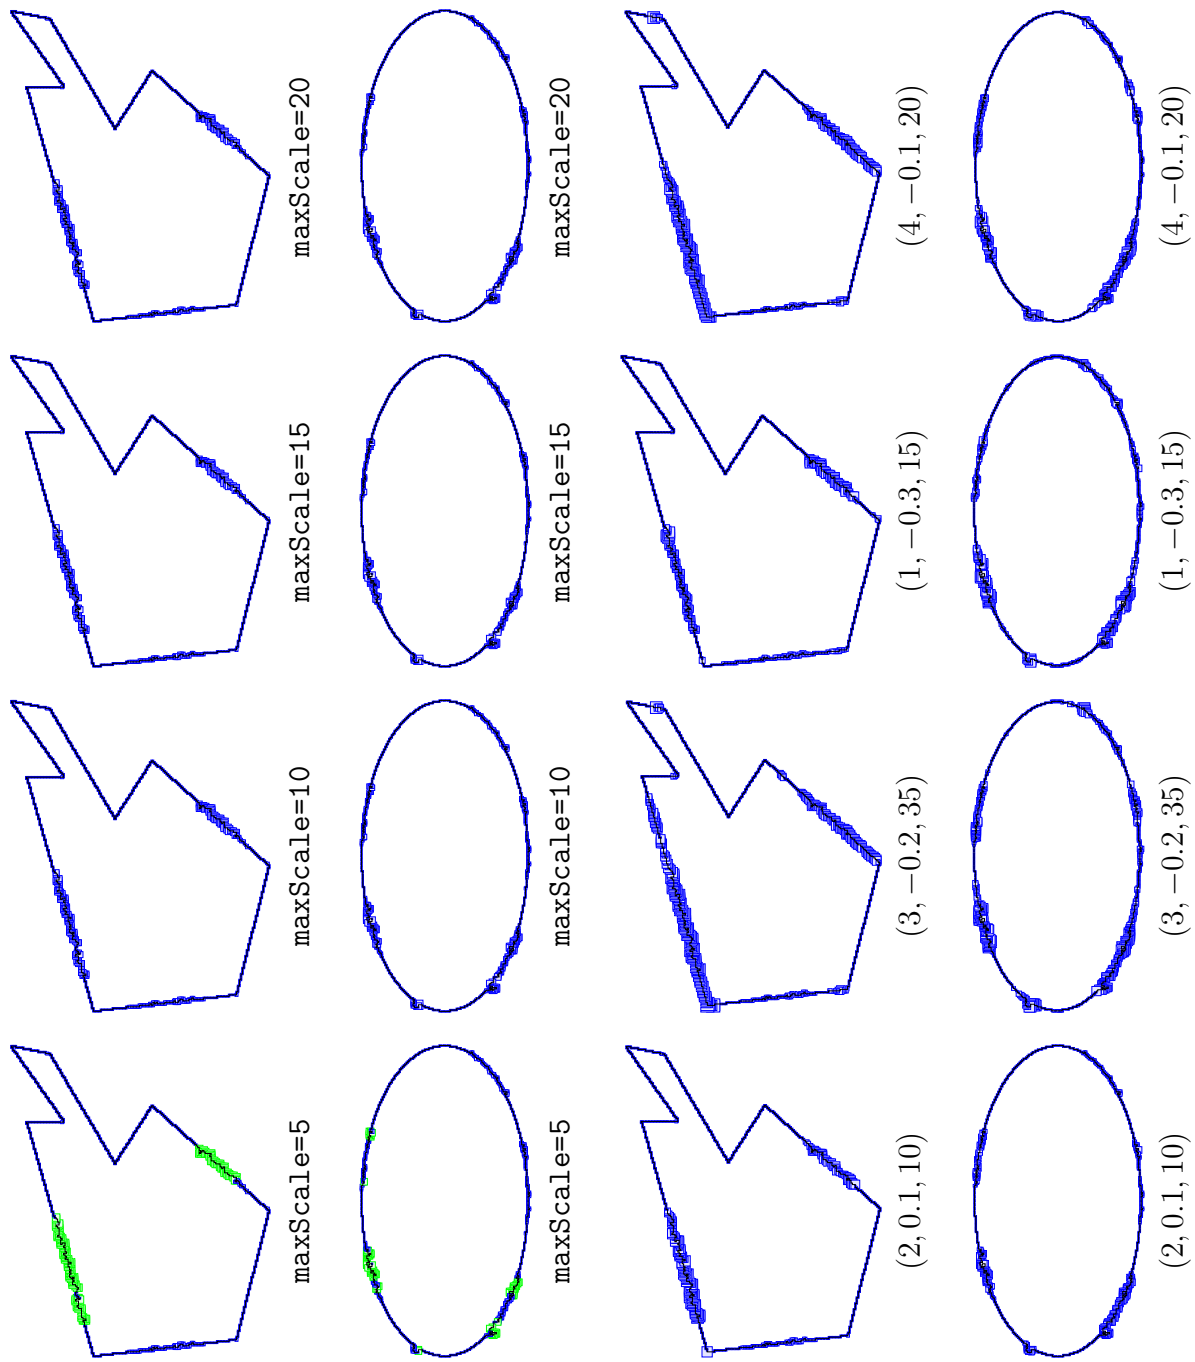 maxScale=5
maxScale=10
maxScale=15
maxScale=20
maxScale=5
maxScale=10
maxScale=15
maxScale=20
(2, 0.1, 10)
(3, −0.2, 35)
(1, −0.3, 15)
(4, −0.1, 20)
(2, 0.1, 10)
(3, −0.2, 35)
(1, −0.3, 15)
(4, −0.1, 20)